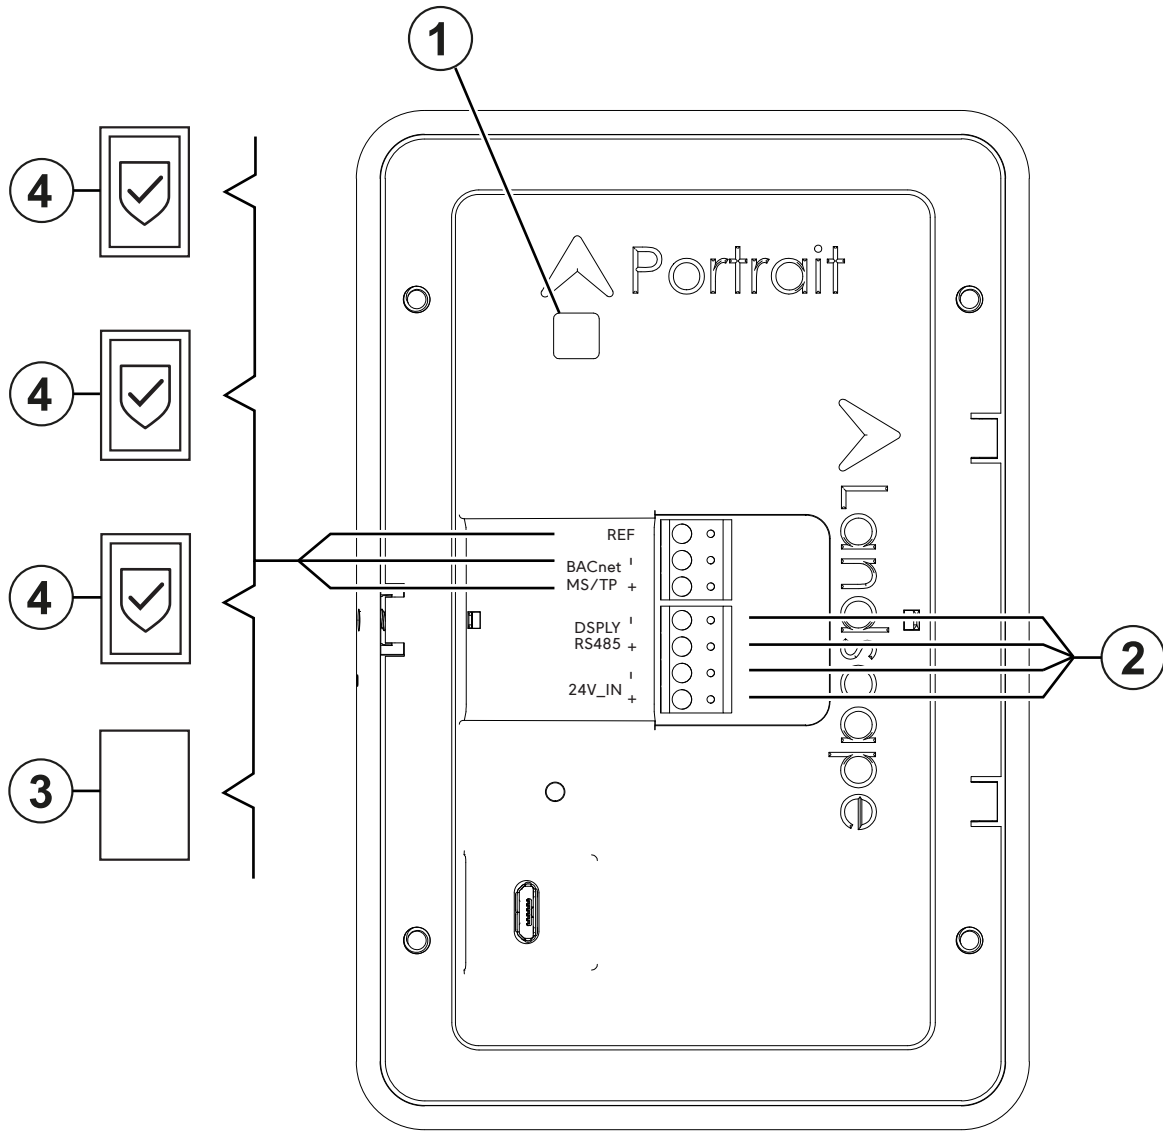 1
Portrait
4
4
Landscape
REF
BACnet -
MS/TP +
4
DSPLY -
RS485 +
2
-
24V_IN +
3